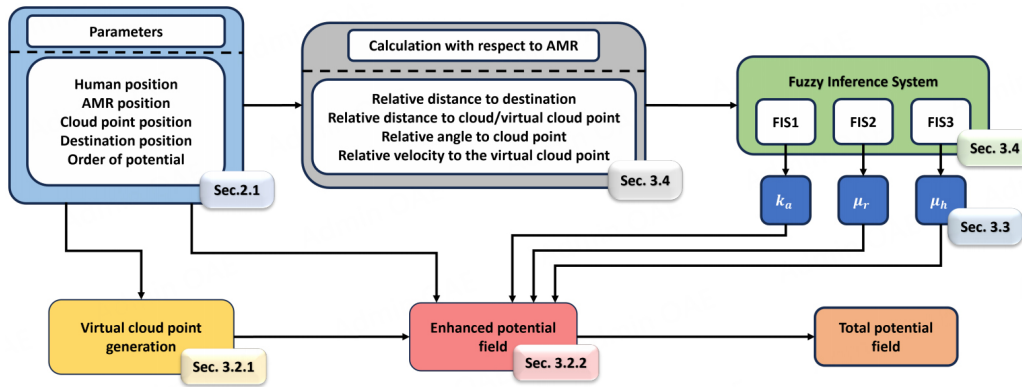 Parameters
Human position
AMR position
Cloud point position
Destination position
Order of potential
Sec.2.1
Calculation with respect to AMR
Relative distance to destination
Relative distance to cloud/virtual cloud point
Relative angle to cloud point
Relative velocity to the virtual cloud point
Sec. 3.4
Fuzzy Inference System
FIS1
FIS2
FIS3
Sec. 3.4
kₐ
μᵣ
μₕ
Sec. 3.3
Virtual cloud point
generation
Sec. 3.2.1
Enhanced potential
field
Sec. 3.2.2
Total potential
field